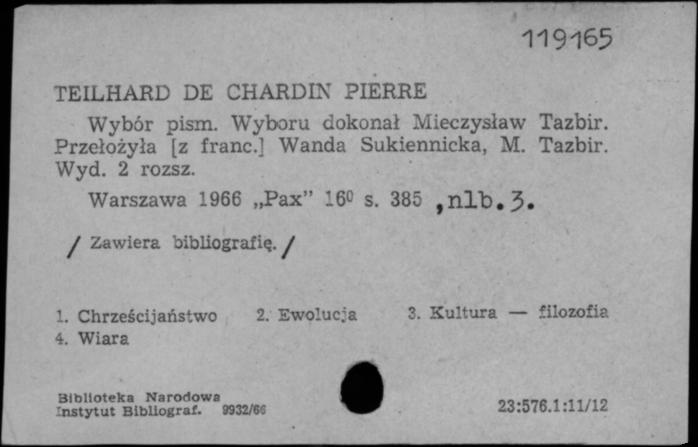 119165
TEILHARD DE CHARDIN PIERRE
Wybór pism. Wyboru dokonał Mieczysław Tazbir.
Przełożyła [z franc.] Wanda Sukiennicka, M. Tazbir.
Wyd. 2 rozsz.
Warszawa 1966 „Pax” 16⁰ s. 385 ,nlb.3.
/ Zawiera bibliografię. /
1. Chrześcijaństwo 2. Ewolucja 3. Kultura — filozofia
4. Wiara
Biblioteka Narodowa
Instytut Bibliograf. 9932/66
23:576.1:11/12